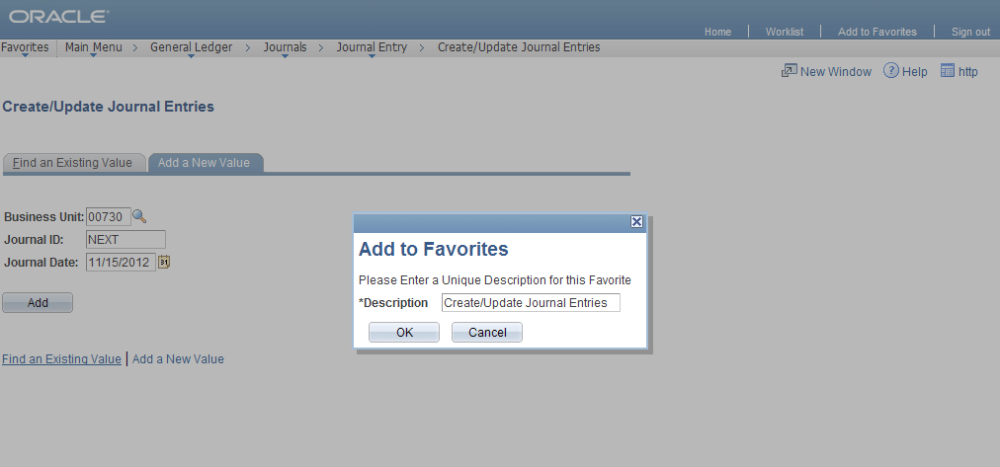 ORACLE
Home Worklist Add to Favorites Sign out
Favorites Main Menu > General Ledger > Journals > Journal Entry > Create/Update Journal Entries
New Window ? Help http
Create/Update Journal Entries
Find an Existing Value Add a New Value
Business Unit: 00730
Journal ID: NEXT
Journal Date: 11/15/2012 31
Add
Find an Existing Value | Add a New Value
Add to Favorites
Please Enter a Unique Description for this Favorite
*Description Create/Update Journal Entries
OK Cancel